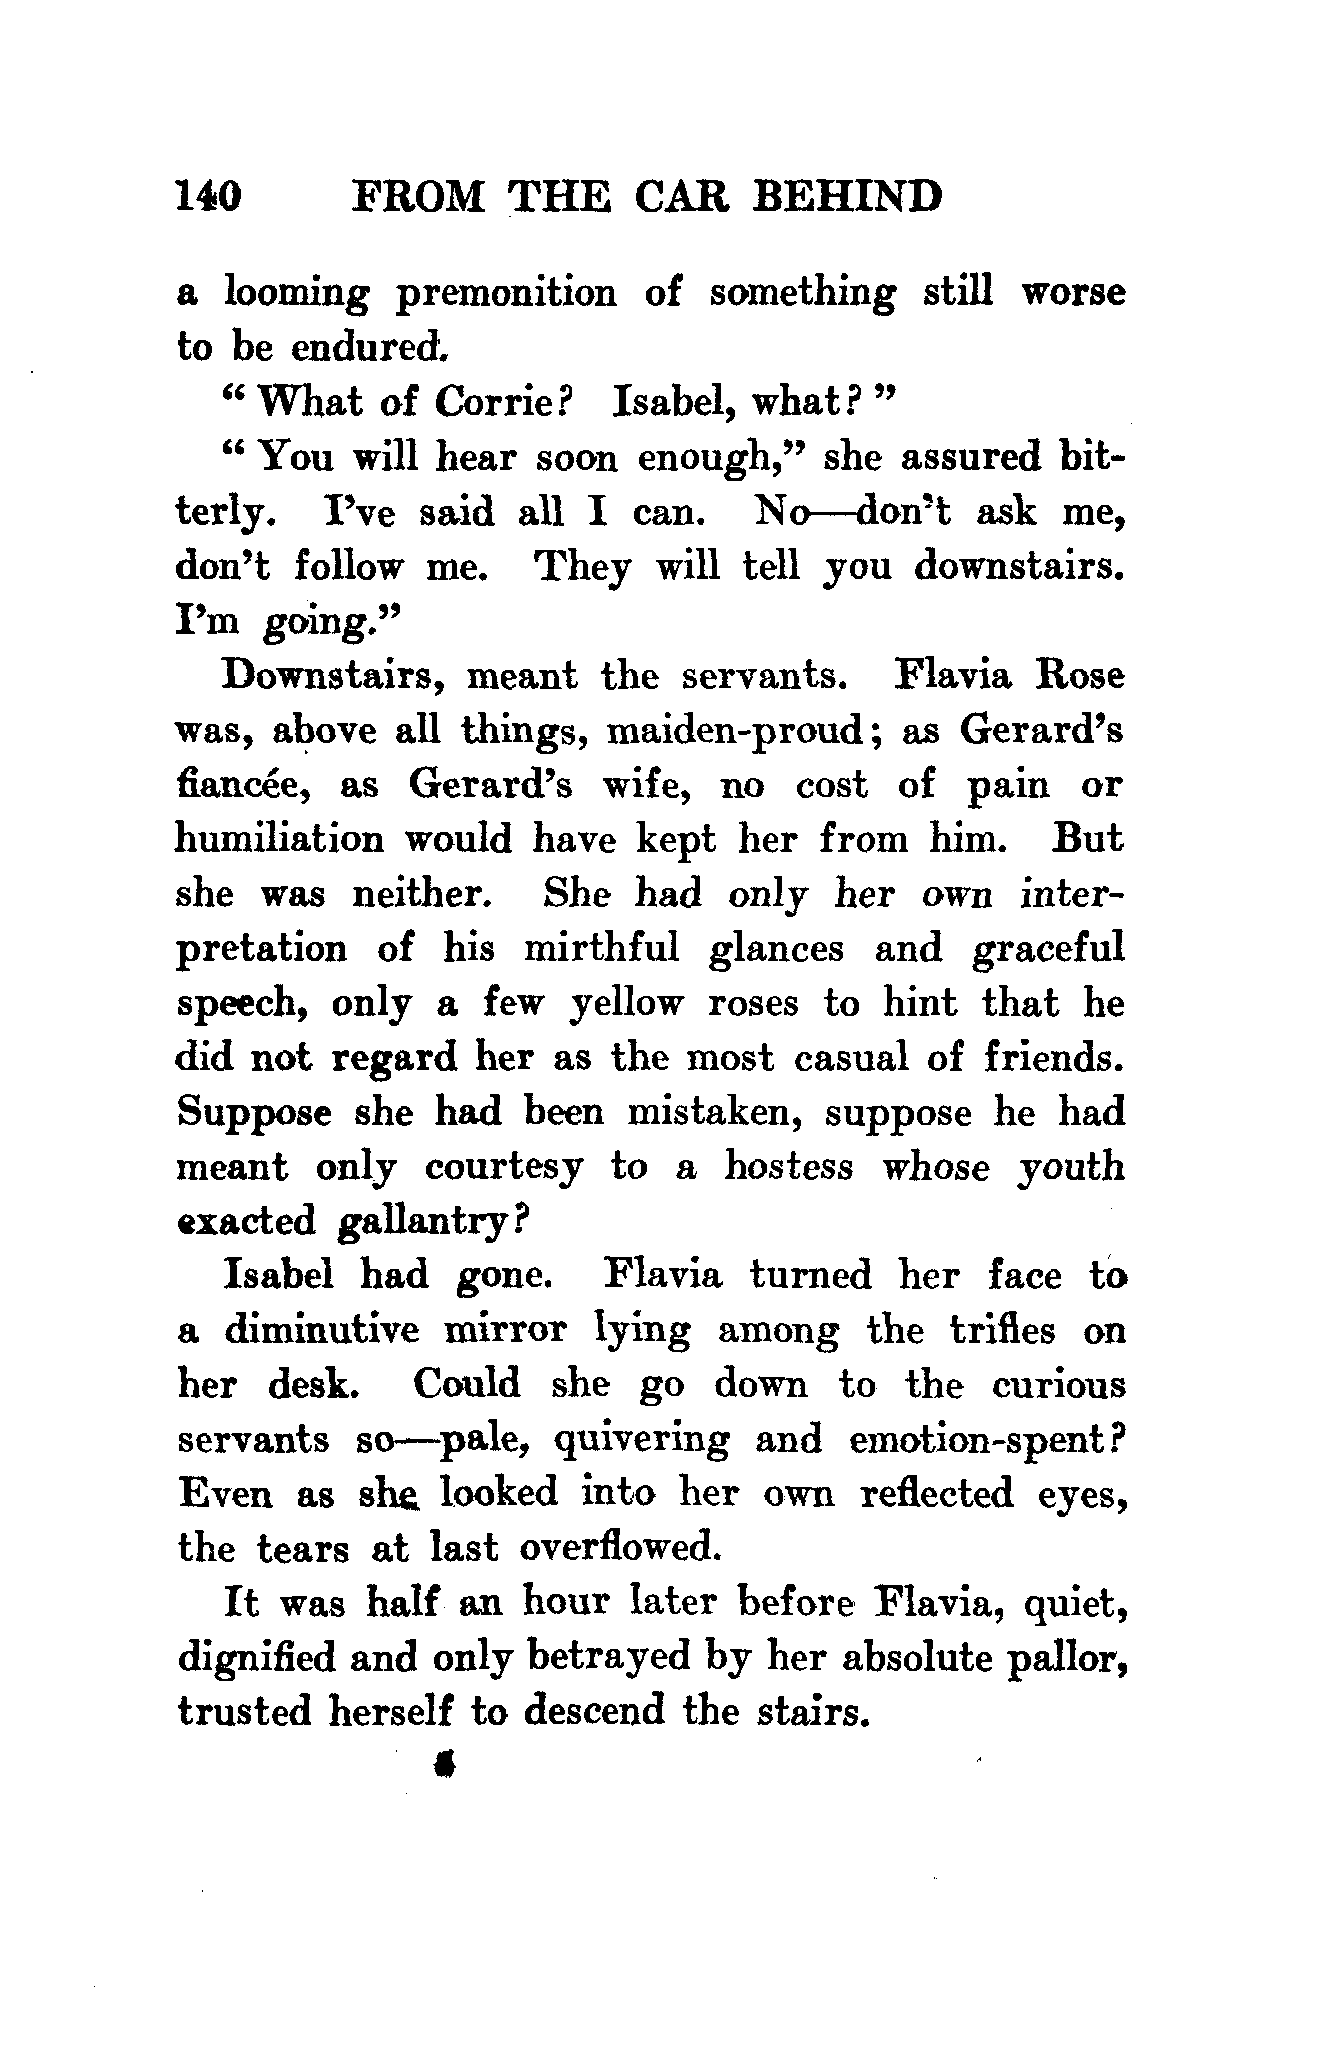 140 FROM THE CAR BEHIND
a looming premonition of something still worse
to be endured.
“ What of Corrie? Isabel, what? ”
“ You will hear soon enough,” she assured bit-
terly. I’ve said all I can. No—don’t ask me,
don’t follow me. They will tell you downstairs.
I’m going.”
Downstairs, meant the servants. Flavia Rose
was, above all things, maiden-proud; as Gerard’s
fiancée, as Gerard’s wife, no cost of pain or
humiliation would have kept her from him. But
she was neither. She had only her own inter-
pretation of his mirthful glances and graceful
speech, only a few yellow roses to hint that he
did not regard her as the most casual of friends.
Suppose she had been mistaken, suppose he had
meant only courtesy to a hostess whose youth
exacted gallantry?
Isabel had gone. Flavia turned her face to
a diminutive mirror lying among the trifles on
her desk. Could she go down to the curious
servants so—pale, quivering and emotion-spent?
Even as she looked into her own reflected eyes,
the tears at last overflowed.
It was half an hour later before Flavia, quiet,
dignified and only betrayed by her absolute pallor,
trusted herself to descend the stairs.